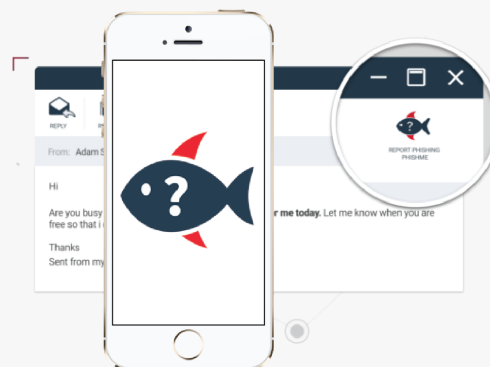 REPLY
From: Adam S
Hi
Are you busy r me today. Let me know when you are
free so that i
Thanks
Sent from my
?
?
REPORT PHISHING
PHISHME